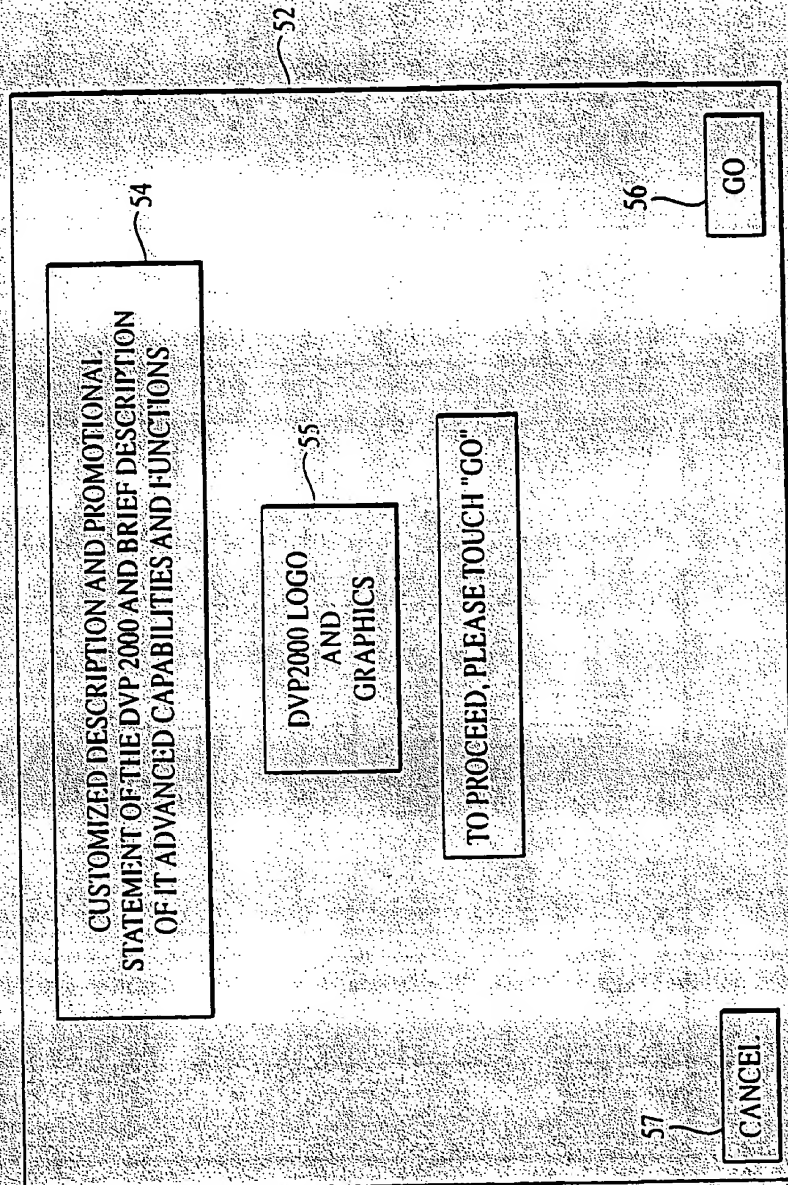 52
CUSTOMIZED DESCRIPTION AND PROMOTIONAL
STATEMENT OF THE DVP 2000 AND BRIEF DESCRIPTION
OF IT ADVANCED CAPABILITIES AND FUNCTIONS
54
DVP2000 LOGO
AND
GRAPHICS
55
TO PROCEED, PLEASE TOUCH "GO"
57
CANCEL
56
GO